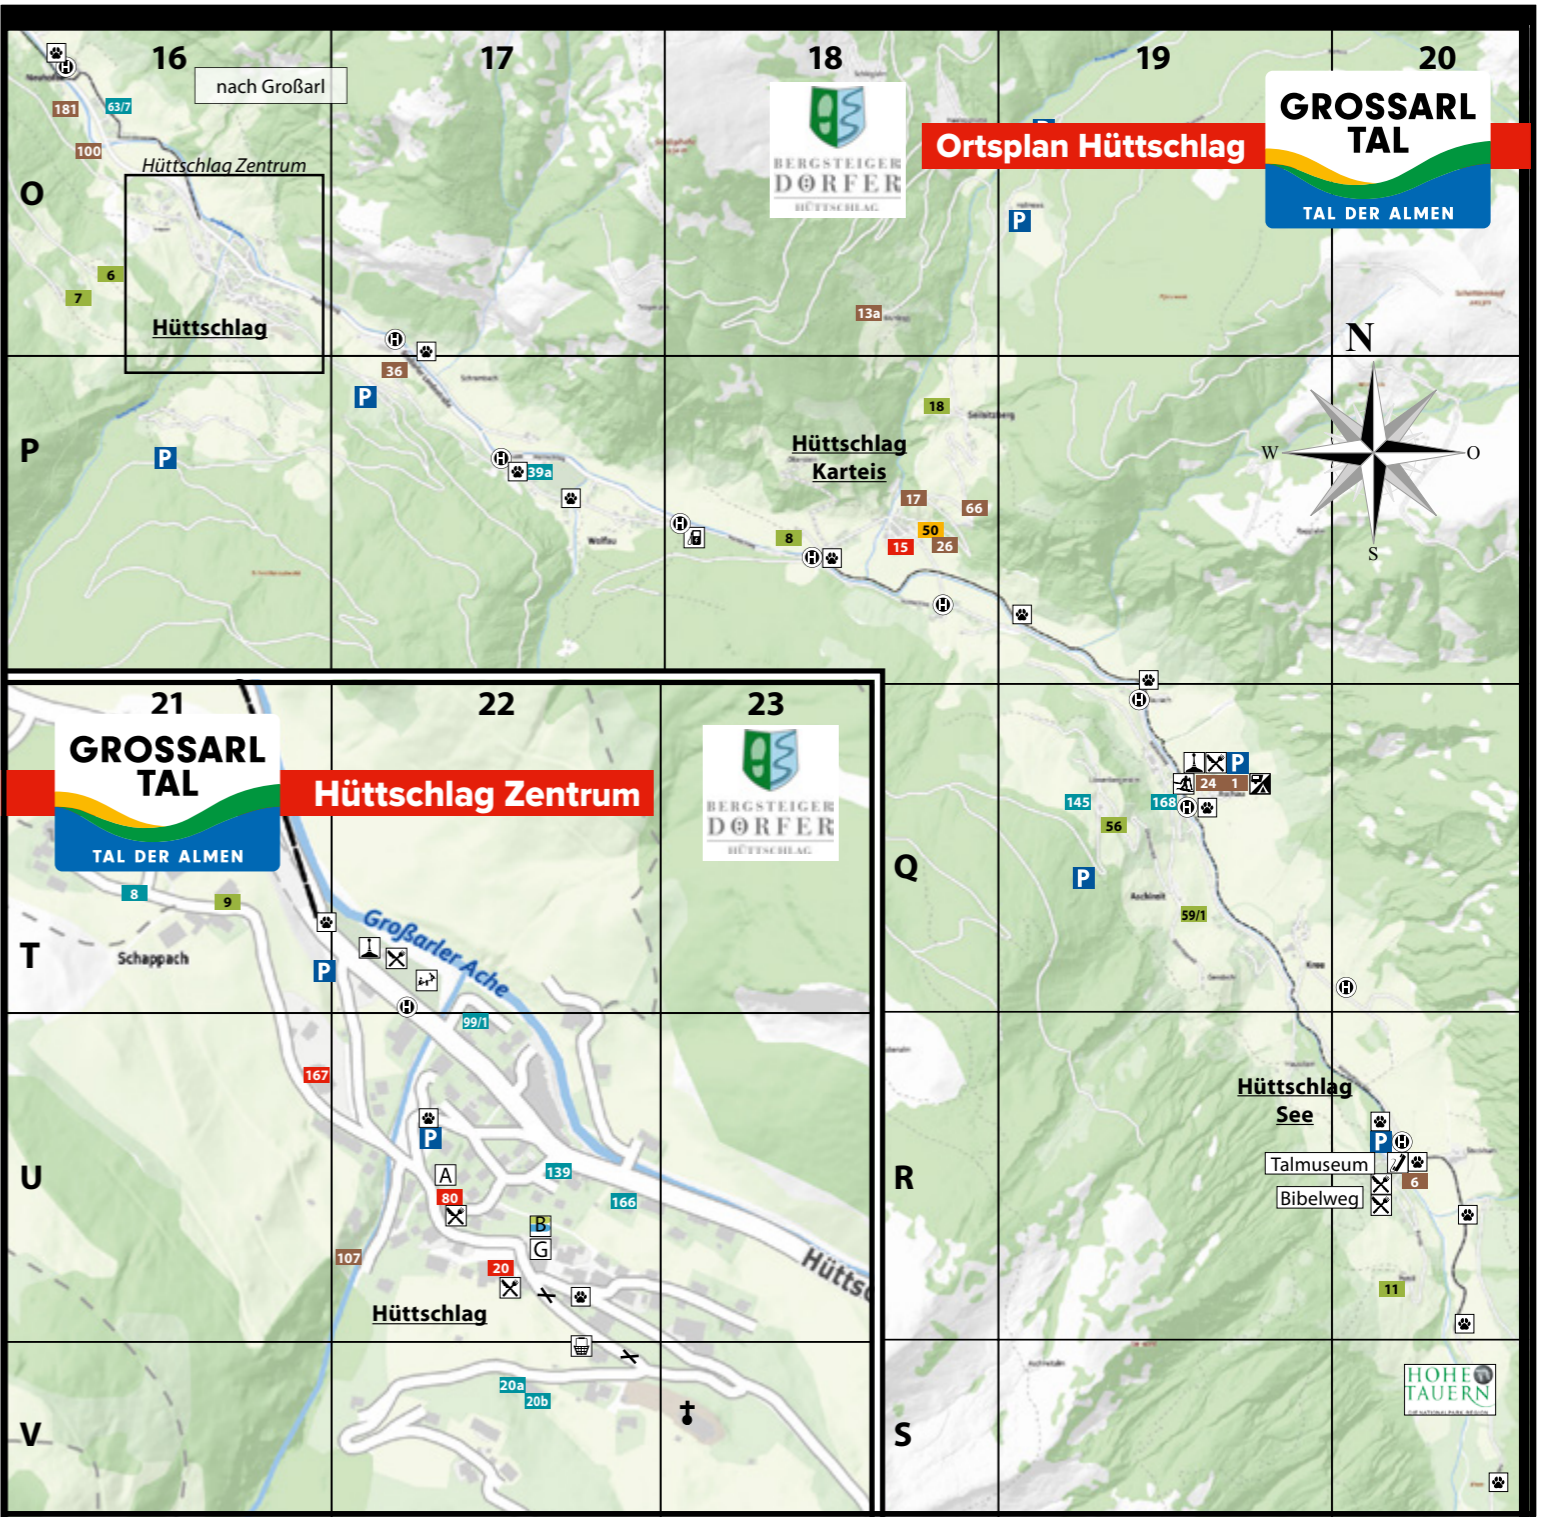 16
17
18
19
20
nach Großarl
181
63/7
100
Hüttschlag Zentrum
O
6
7
Hüttschlag
BERGSTEIGER
DÖRFER
HÜTTSCHLAG
Ortsplan Hüttschlag
GROSSARL
TAL
TAL DER ALMEN
P
13a
H
N
W
O
S
36
P
P
P
H
39a
Wolfau
H
18
Hüttschlag
Karteis
17
66
50
15
26
8
H
H
21
22
23
GROSSARL
TAL
TAL DER ALMEN
Hüttschlag Zentrum
BERGSTEIGER
DÖRFER
HÜTTSCHLAG
8
9
T
Schappach
P
Großarler Ache
H
99/1
167
P
U
A
80
139
166
B
G
107
20
Hüttschlag
Hüttsc
V
20a
20b
H
P
24
1
145
168
H
56
Q
P
Aschlreit
59/1
Kree
H
Hüttschlag
See
P
H
R
Talmuseum
6
Bibelweg
11
S
HOHE
TAUERN